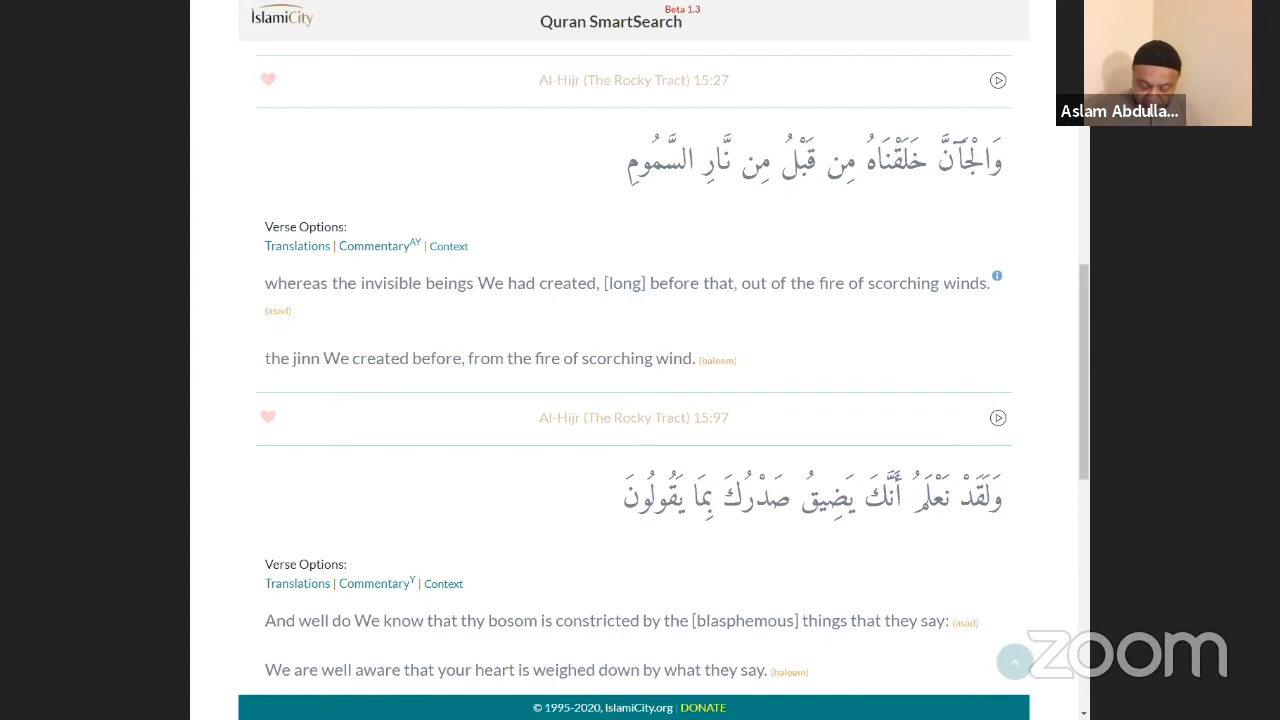 IslamiCity
Beta 1.3
Quran SmartSearch
Aslam Abdulla...
Al-Hijr (The Rocky Tract) 15:27
وَالْجَآنَّ خَلَقْنَاهُ مِن قَبْلُ مِن نَّارِ السَّمُومِ
Verse Options:
Translations | CommentaryAY | Context
whereas the invisible beings We had created, [long] before that, out of the fire of scorching winds.
(asad)
the jinn We created before, from the fire of scorching wind. (haleem)
Al-Hijr (The Rocky Tract) 15:97
وَلَقَدْ نَعْلَمُ أَنَّكَ يَضِيقُ صَدْرُكَ بِمَا يَقُولُونَ
Verse Options:
Translations | CommentaryY | Context
And well do We know that thy bosom is constricted by the [blasphemous] things that they say: (asad)
We are well aware that your heart is weighed down by what they say. (haleem)
zoom
© 1995-2020, IslamiCity.org | DONATE